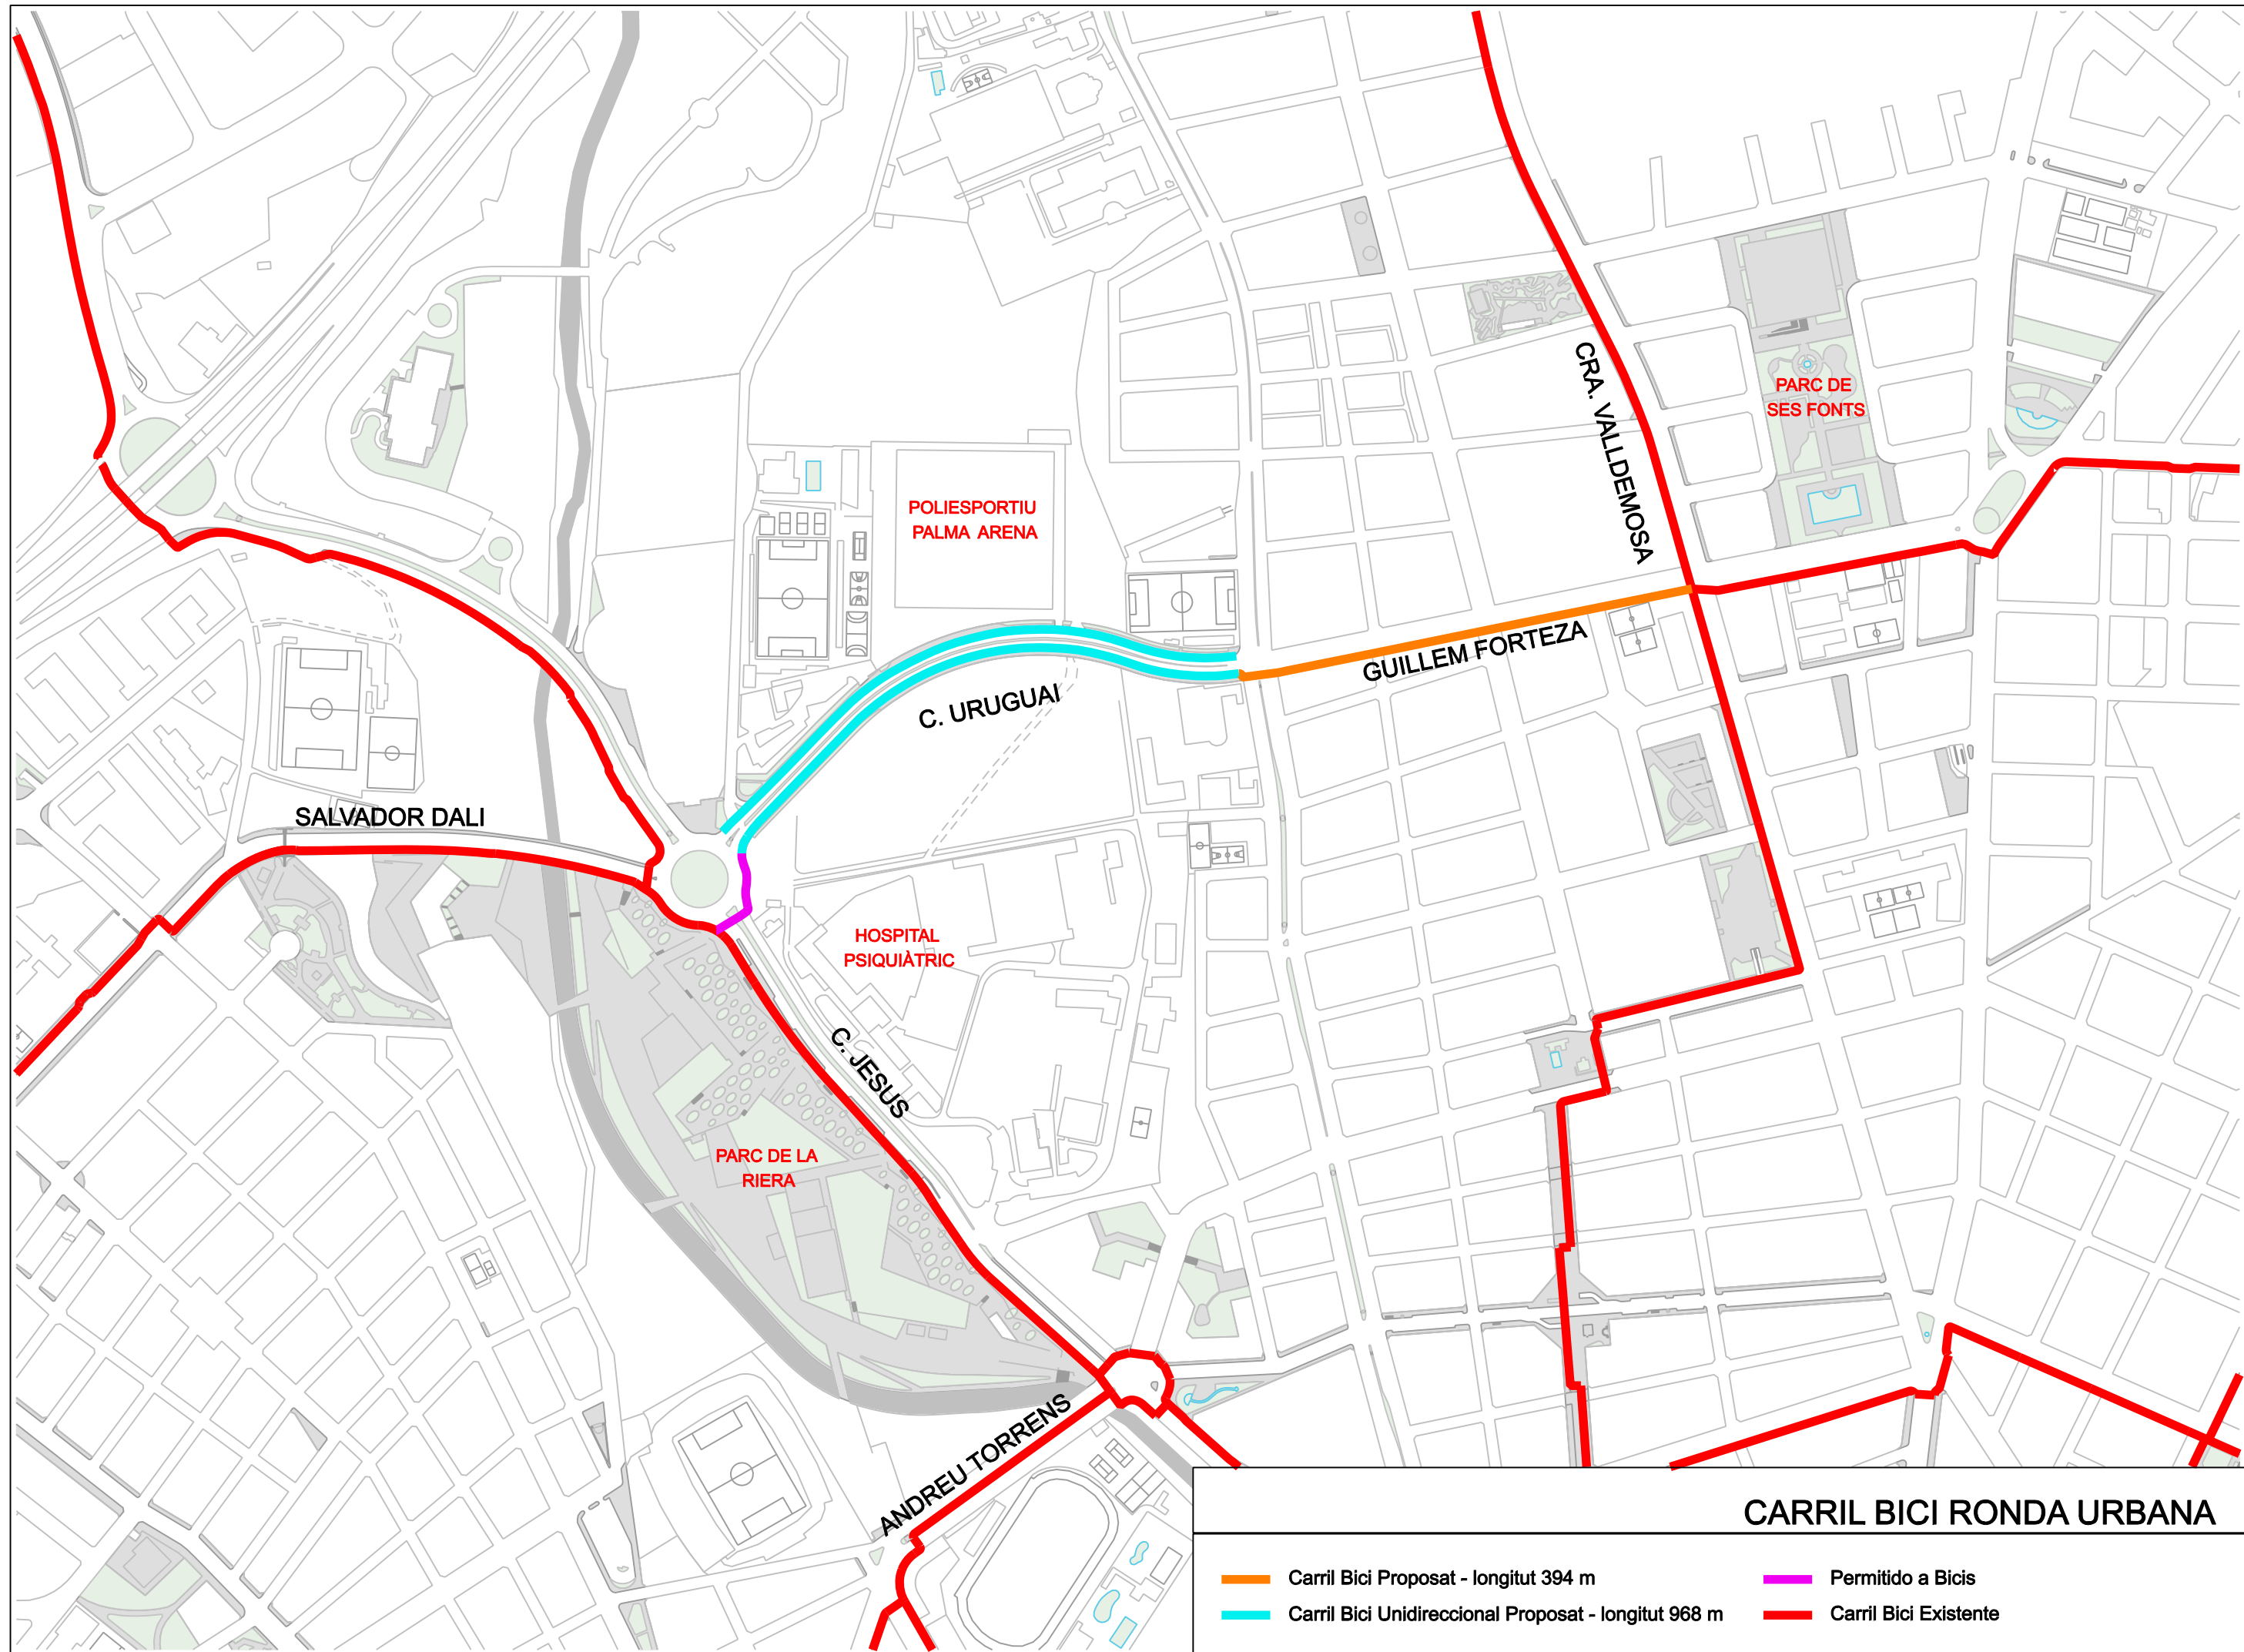 CRA. VALLDEMOSA
PARC DE
SES FONTS
POLIESPORTIU
PALMA ARENA
GUILLEM FORTEZA
C. URUGUAI
SALVADOR DALI
HOSPITAL
PSIQUIÀTRIC
C. JESUS
PARC DE LA
RIERA
ANDREU TORRENS
CARRIL BICI RONDA URBANA
Carril Bici Proposat - longitut 394 m
Permitido a Bicis
Carril Bici Unidireccional Proposat - longitut 968 m
Carril Bici Existente